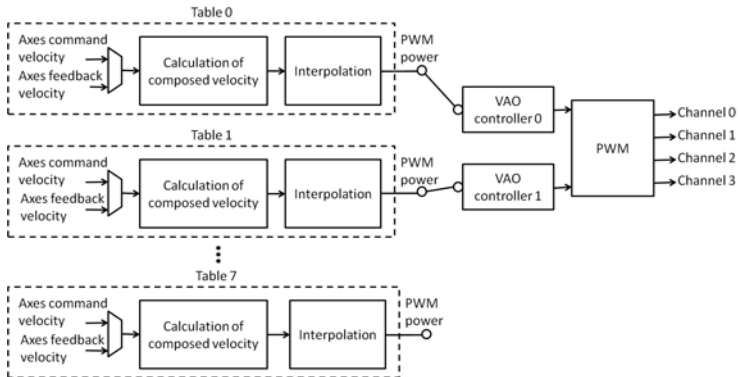 Table 0
Axes command
velocity
Axes feedback
velocity
Calculation of
composed velocity
Interpolation
PWM
power
VAO
controller 0
PWM
Channel 0
Channel 1
Channel 2
Channel 3
Table 1
Axes command
velocity
Axes feedback
velocity
Calculation of
composed velocity
Interpolation
PWM
power
VAO
controller 1
Table 7
Axes command
velocity
Axes feedback
velocity
Calculation of
composed velocity
Interpolation
PWM
power